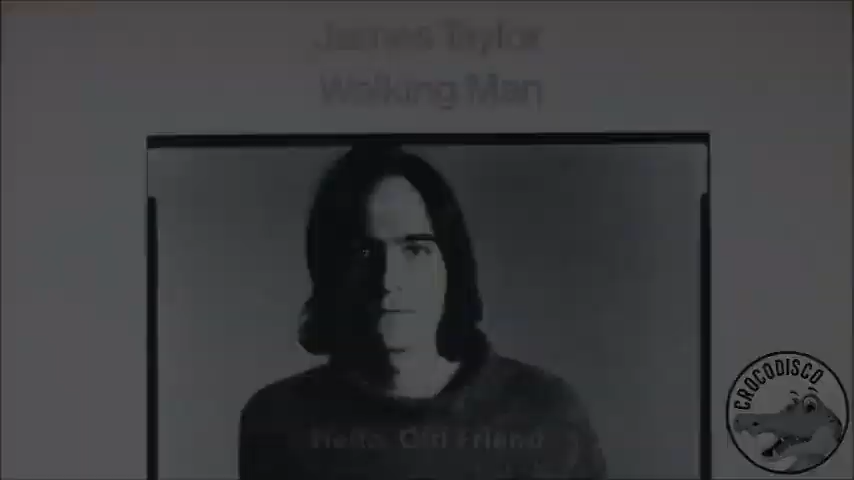 James Taylor
Walking Man
Hello, Old Friend
CROCODISCO